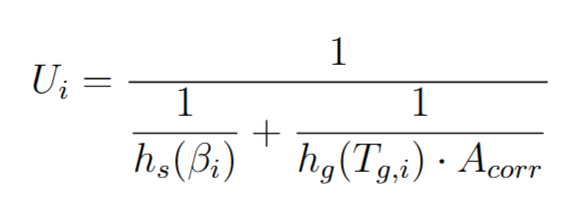 U_i = \frac{1}{\frac{1}{h_s(\beta_i)} + \frac{1}{h_g(T_{g,i}) \cdot A_{corr}}}